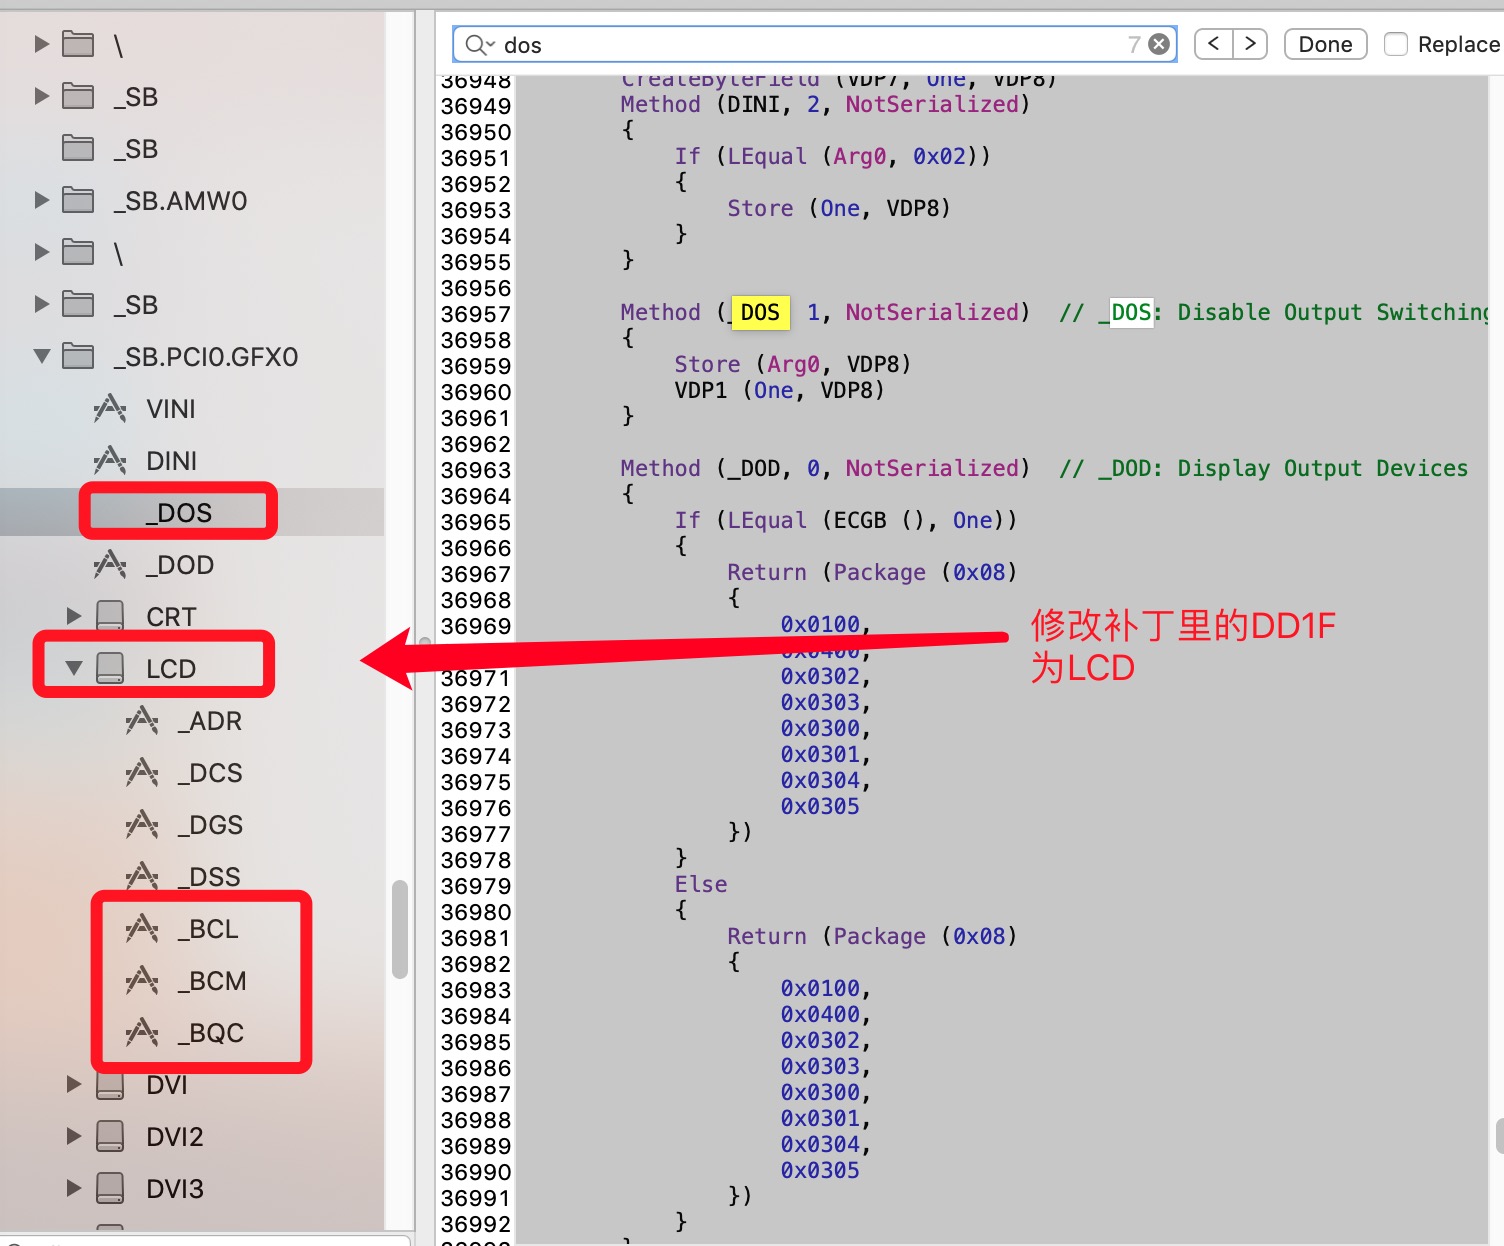 \
_SB
_SB
_SB.AMW0
\
_SB
_SB.PCI0.GFX0
VINI
DINI
_DOS
_DOD
CRT
LCD
_ADR
_DCS
_DGS
_DSS
_BCL
_BCM
_BQC
DVI
DVI2
DVI3
dos 7 < > Done Replace
36948 CreateByteField (VDP7, One, VDP8)
36949 Method (DINI, 2, NotSerialized)
36950 {
36951 If (LEqual (Arg0, 0x02))
36952 {
36953 Store (One, VDP8)
36954 }
36955 }
36956
36957 Method (_DOS 1, NotSerialized) // _DOS: Disable Output Switching
36958 {
36959 Store (Arg0, VDP8)
36960 VDP1 (One, VDP8)
36961 }
36962
36963 Method (_DOD, 0, NotSerialized) // _DOD: Display Output Devices
36964 {
36965 If (LEqual (ECGB (), One))
36966 {
36967 Return (Package (0x08)
36968 {
36969 0x0100,
0x0400,
36971 0x0302,
36972 0x0303,
36973 0x0300,
36974 0x0301,
36975 0x0304,
36976 0x0305
36977 })
36978 }
36979 Else
36980 {
36981 Return (Package (0x08)
36982 {
36983 0x0100,
36984 0x0400,
36985 0x0302,
36986 0x0303,
36987 0x0300,
36988 0x0301,
36989 0x0304,
36990 0x0305
36991 })
36992 }
修改补丁里的DD1F
为LCD